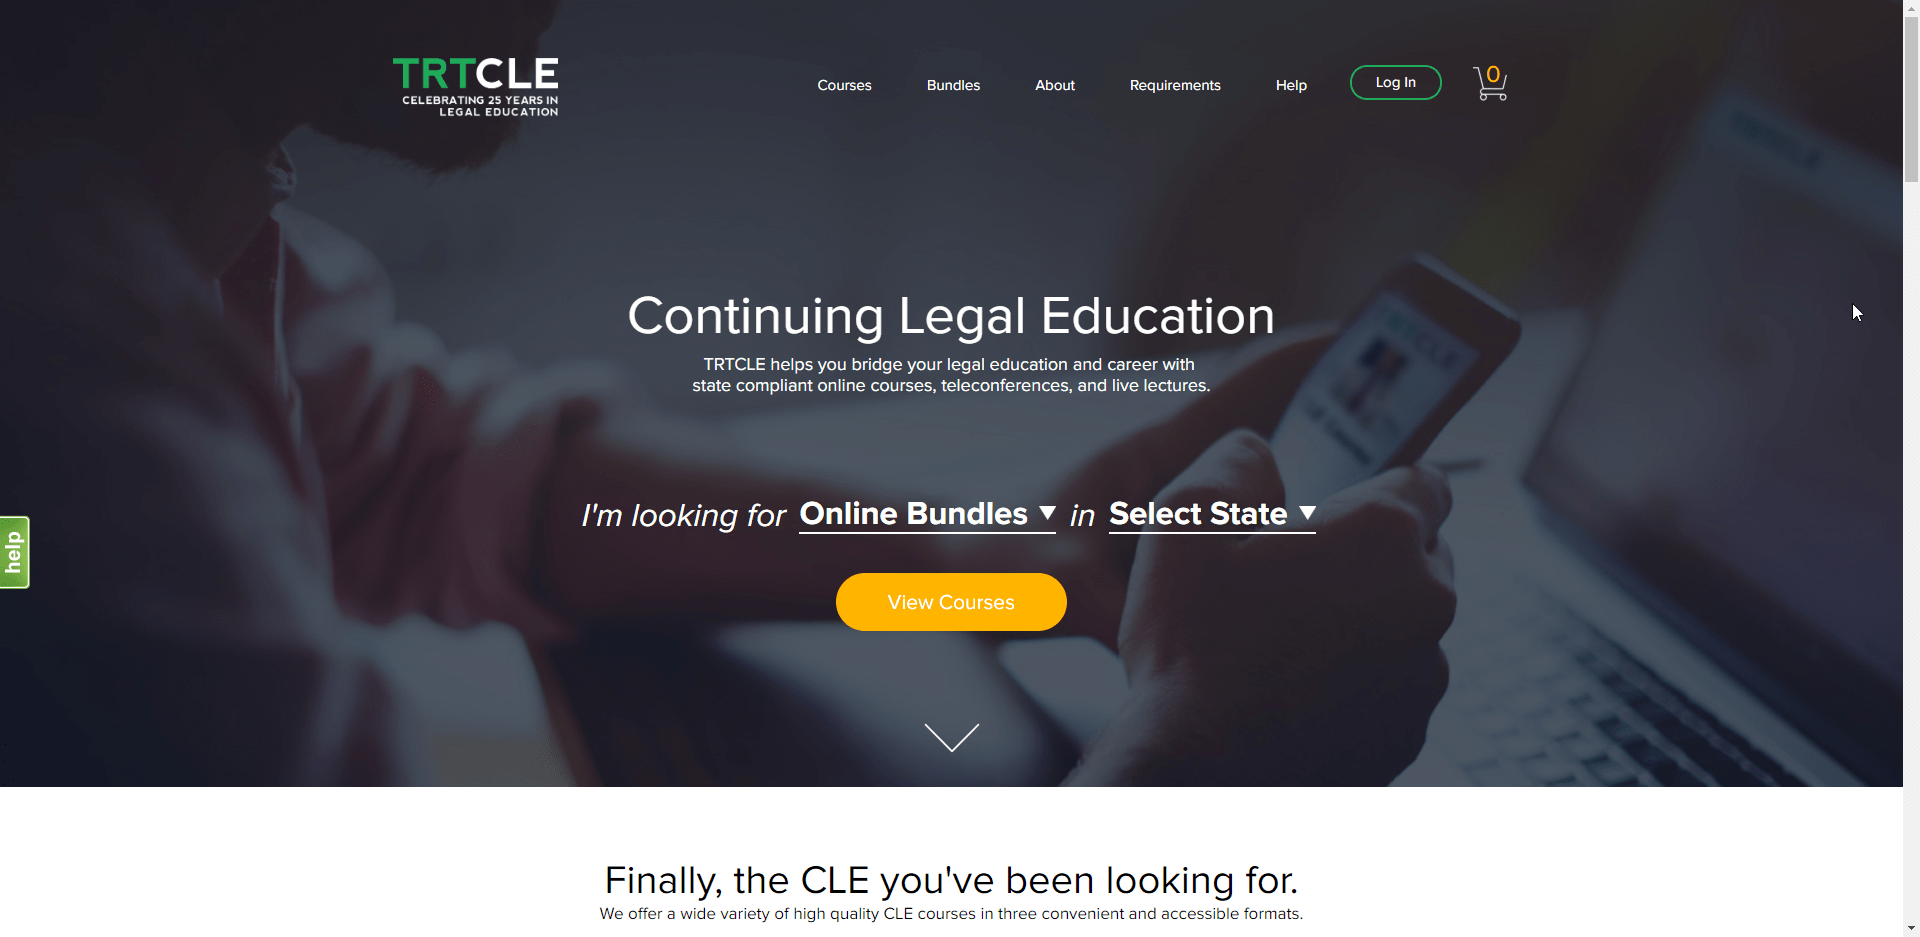 TRTCLE
CELEBRATING 25 YEARS IN
LEGAL EDUCATION
Courses
Bundles
About
Requirements
Help
Log In
0
Continuing Legal Education
TRTCLE helps you bridge your legal education and career with
state compliant online courses, teleconferences, and live lectures.
TRTCLE
I'm looking for Online Bundles ▼ in Select State ▼
help
View Courses
Finally, the CLE you've been looking for.
We offer a wide variety of high quality CLE courses in three convenient and accessible formats.